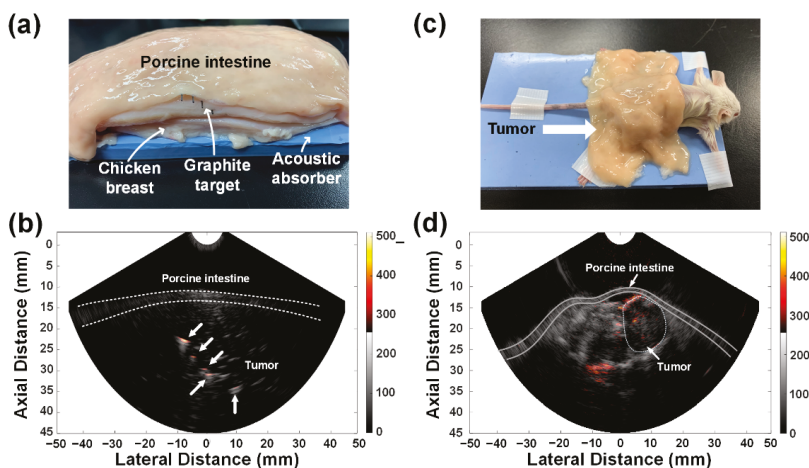 (a)
Porcine intestine
Chicken
breast
Graphite
target
Acoustic
absorber
(c)
Tumor
(b)
Axial Distance (mm)
0
5
10
15
20
25
30
35
40
45
Porcine intestine
Tumor
500
400
300
200
100
0
−50 −40 −30 −20 −10 0 10 20 30 40 50
Lateral Distance (mm)
(d)
Axial Distance (mm)
0
5
10
15
20
25
30
35
40
45
Porcine intestine
Tumor
500
400
300
200
100
0
−50 −40 −30 −20 −10 0 10 20 30 40
Lateral Distance (mm)